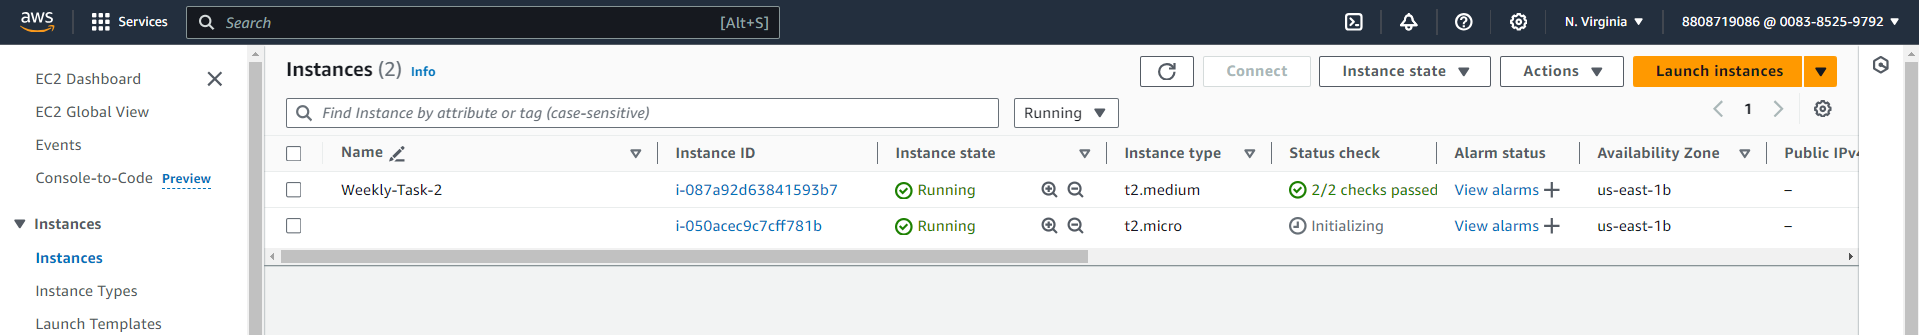 aws Services Search [Alt+S] N. Virginia 8808719086 @ 0083-8525-9792
EC2 Dashboard
EC2 Global View
Events
Console-to-Code Preview
Instances
Instances
Instance Types
Launch Templates
Instances (2) Info Connect Instance state Actions Launch instances
Find Instance by attribute or tag (case-sensitive) Running 1
Name Instance ID Instance state Instance type Status check Alarm status Availability Zone Public IPv4
Weekly-Task-2 i-087a92d63841593b7 Running t2.medium 2/2 checks passed View alarms + us-east-1b –
i-050acec9c7cff781b Running t2.micro Initializing View alarms + us-east-1b –